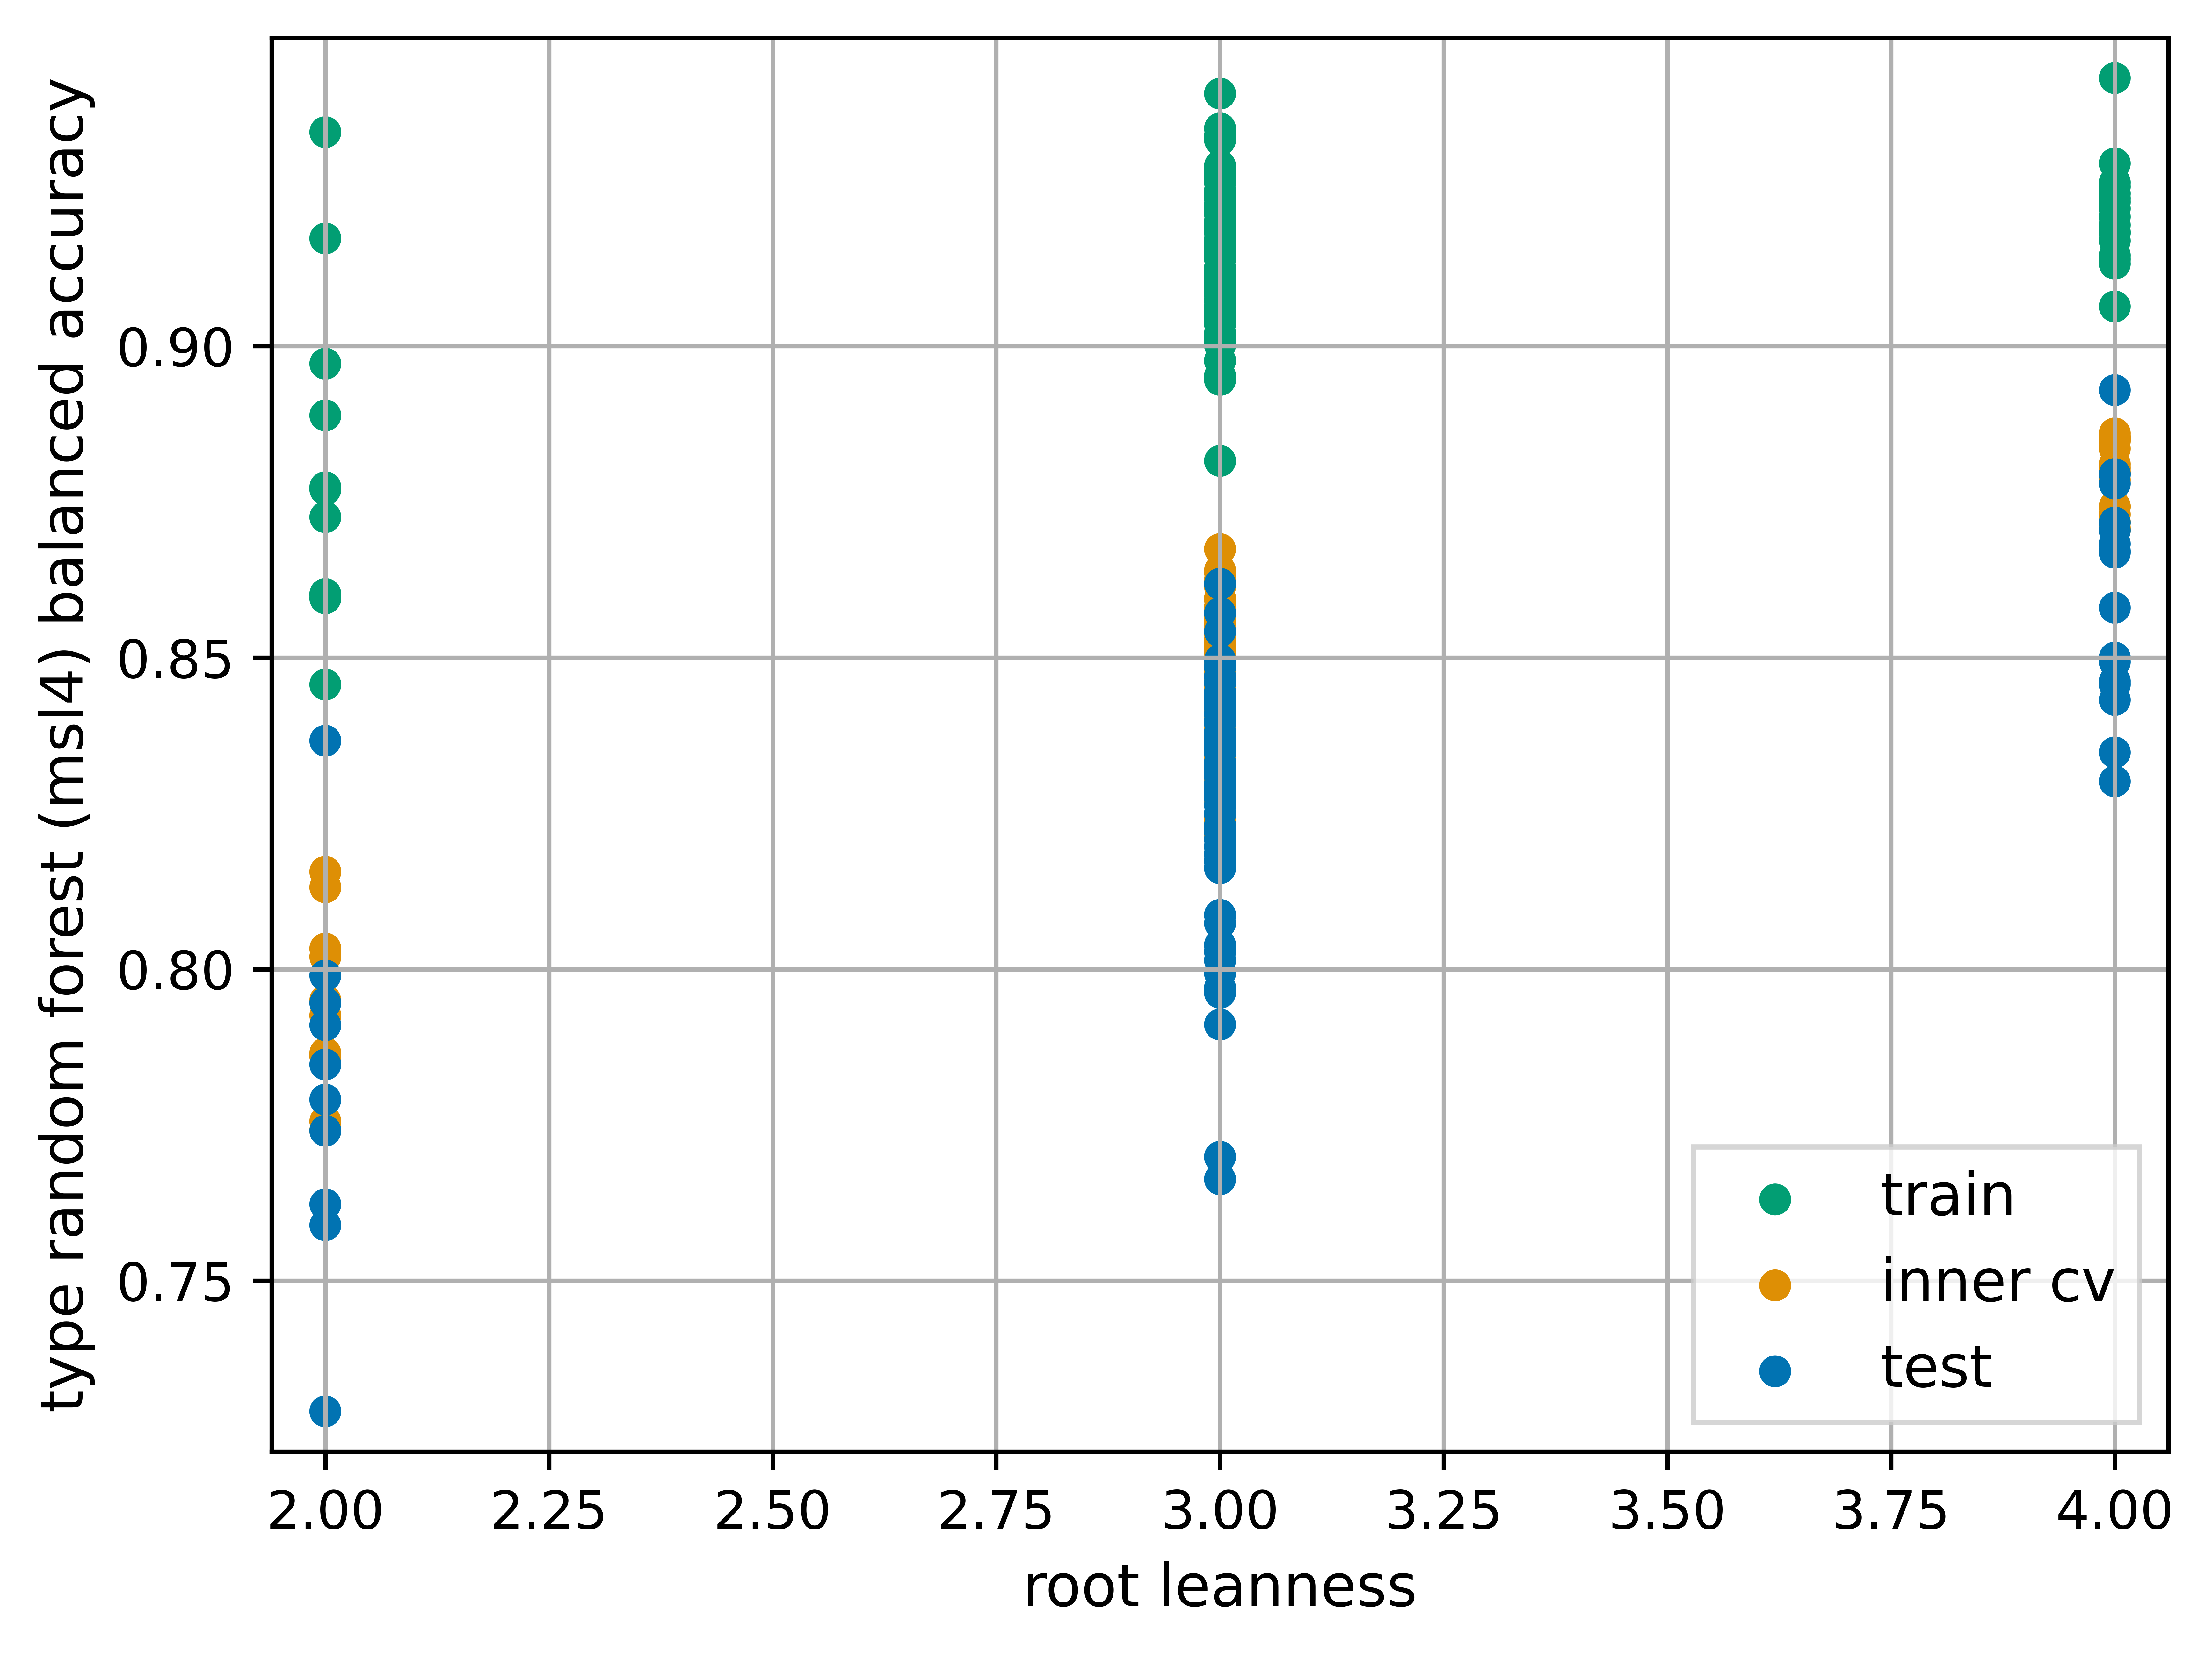 type random forest (msl4) balanced accuracy
0.90
0.85
0.80
0.75
2.00 2.25 2.50 2.75 3.00 3.25 3.50 3.75 4.00
root leanness
train
inner cv
test